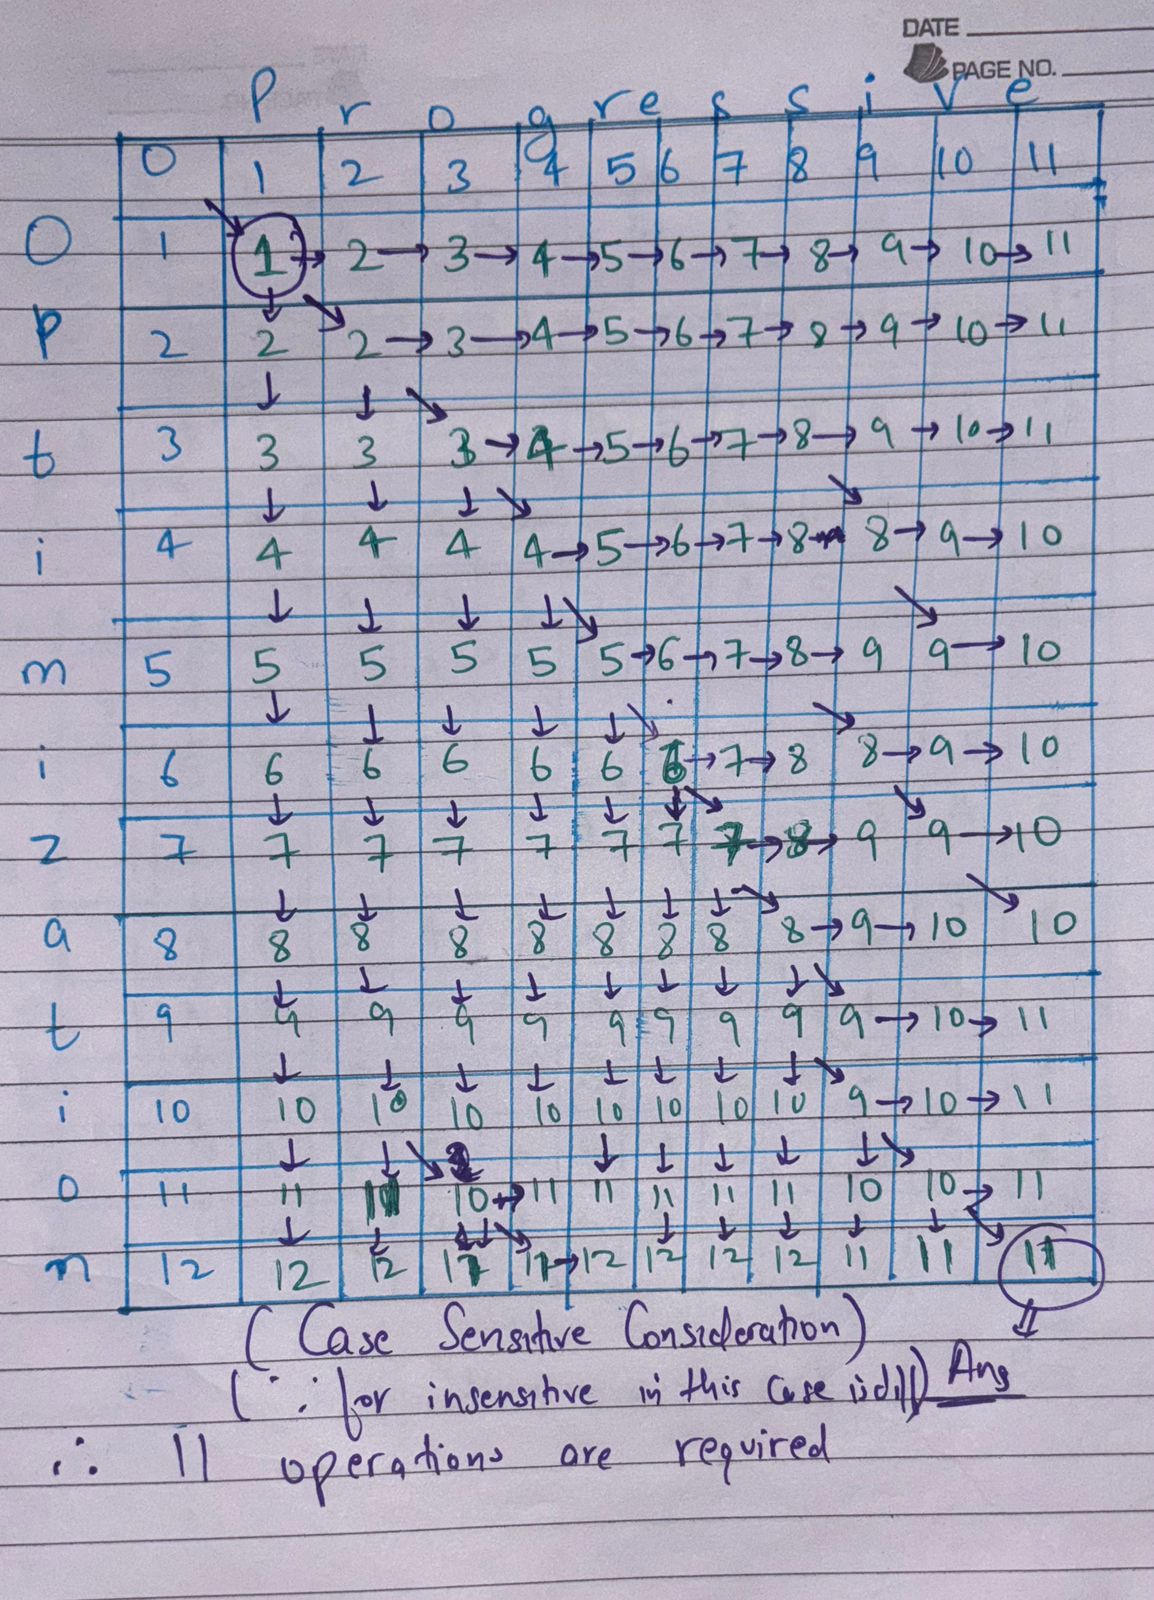 DATE
PAGE NO.
P r o g r e s s i v e
0 1 2 3 4 5 6 7 8 9 10 11
O 1 1 → 2 → 3 → 4 → 5 → 6 → 7 → 8 → 9 → 10 → 11
p 2 2 2 → 3 → 4 → 5 → 6 → 7 → 8 → 9 → 10 → 11
t 3 3 3 3 → 4 → 5 → 6 → 7 → 8 → 9 → 10 → 11
i 4 4 4 4 4 → 5 → 6 → 7 → 8 8 → 9 → 10
m 5 5 5 5 5 5 → 6 → 7 → 8 → 9 9 → 10
i 6 6 6 6 6 6 6 → 7 → 8 8 → 9 → 10
z 7 7 7 7 7 7 7 7 → 8 → 9 9 → 10
a 8 8 8 8 8 8 8 8 8 → 9 → 10 10
t 9 9 9 9 9 9 9 9 9 9 → 10 → 11
i 10 10 10 10 10 10 10 10 10 9 → 10 → 11
o 11 11 11 10 → 11 11 11 11 11 10 10 → 11
n 12 12 12 11 11 → 12 12 12 12 11 11 11
(Case Sensitive Consideration)
(∵ for insensitive in this case is diff) Ans
∴ 11 operations are required